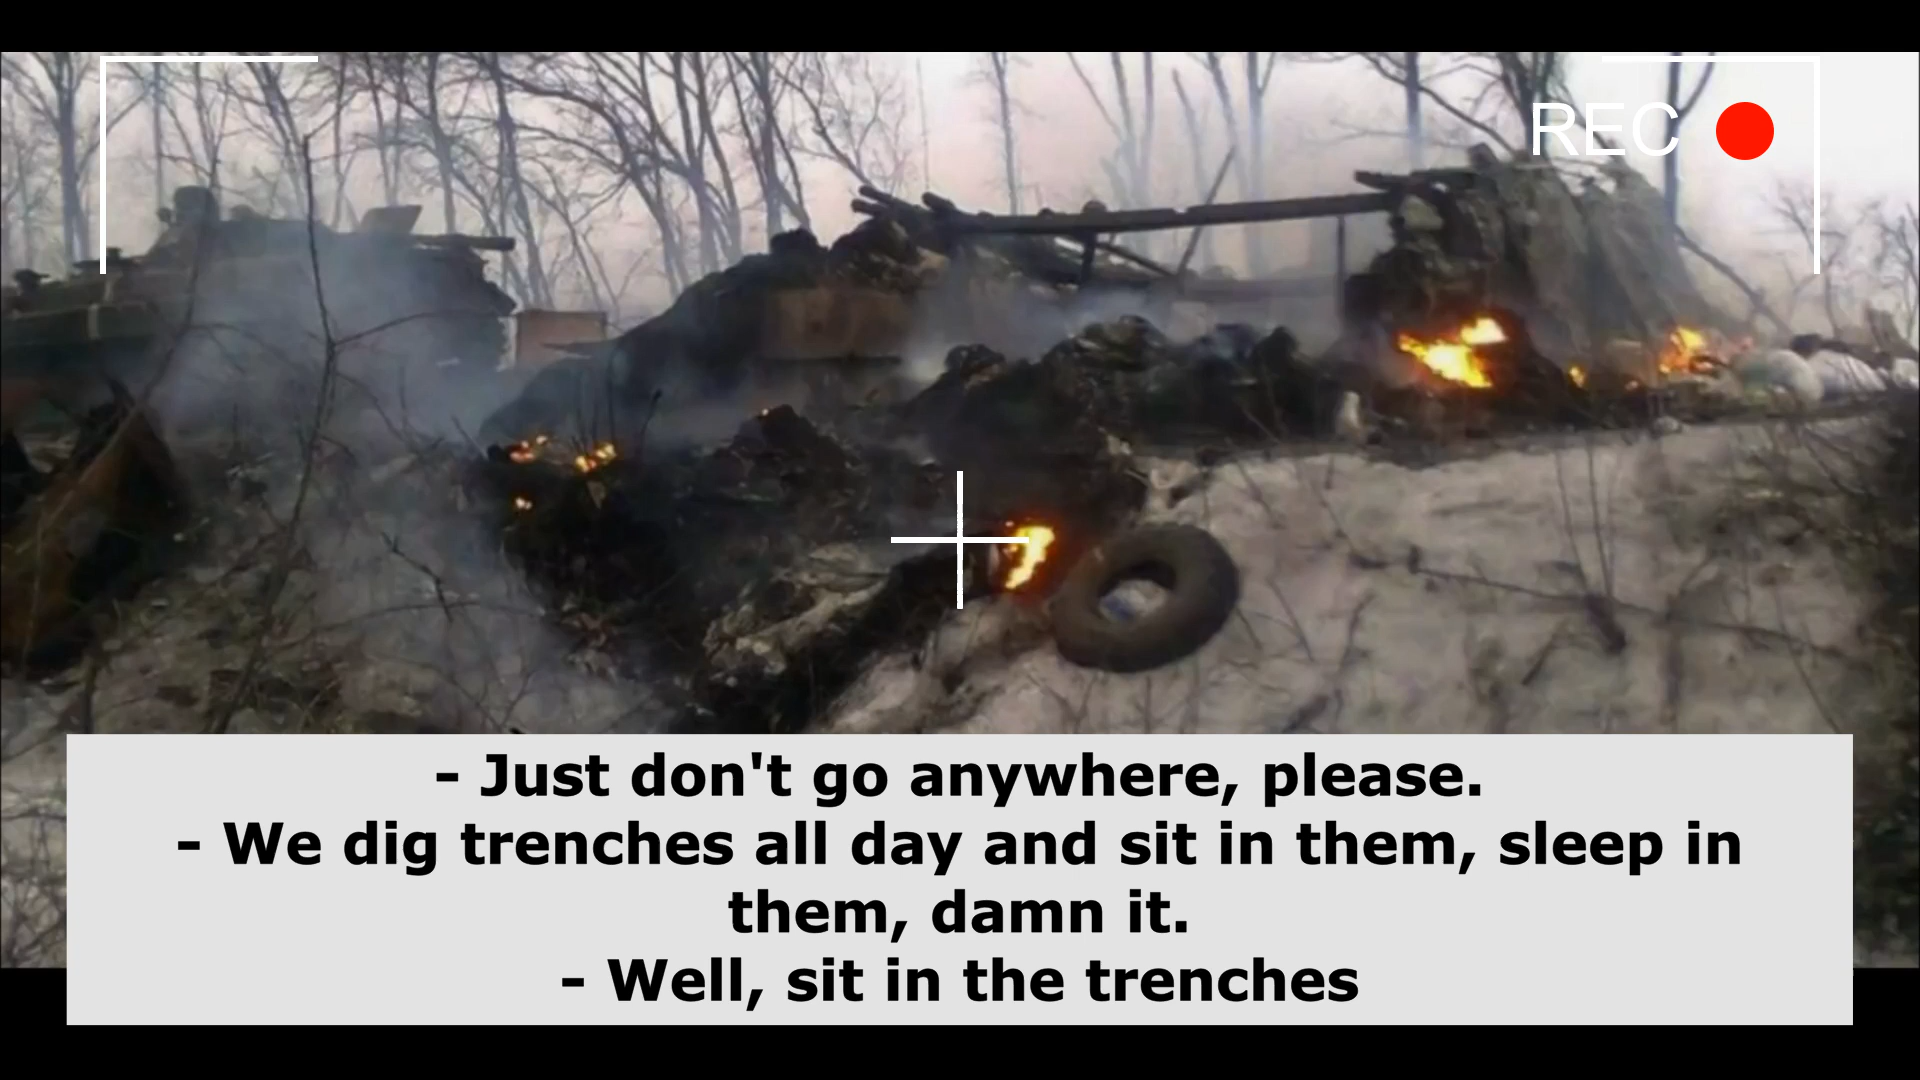 REC
- Just don't go anywhere, please.
- We dig trenches all day and sit in them, sleep in
them, damn it.
- Well, sit in the trenches